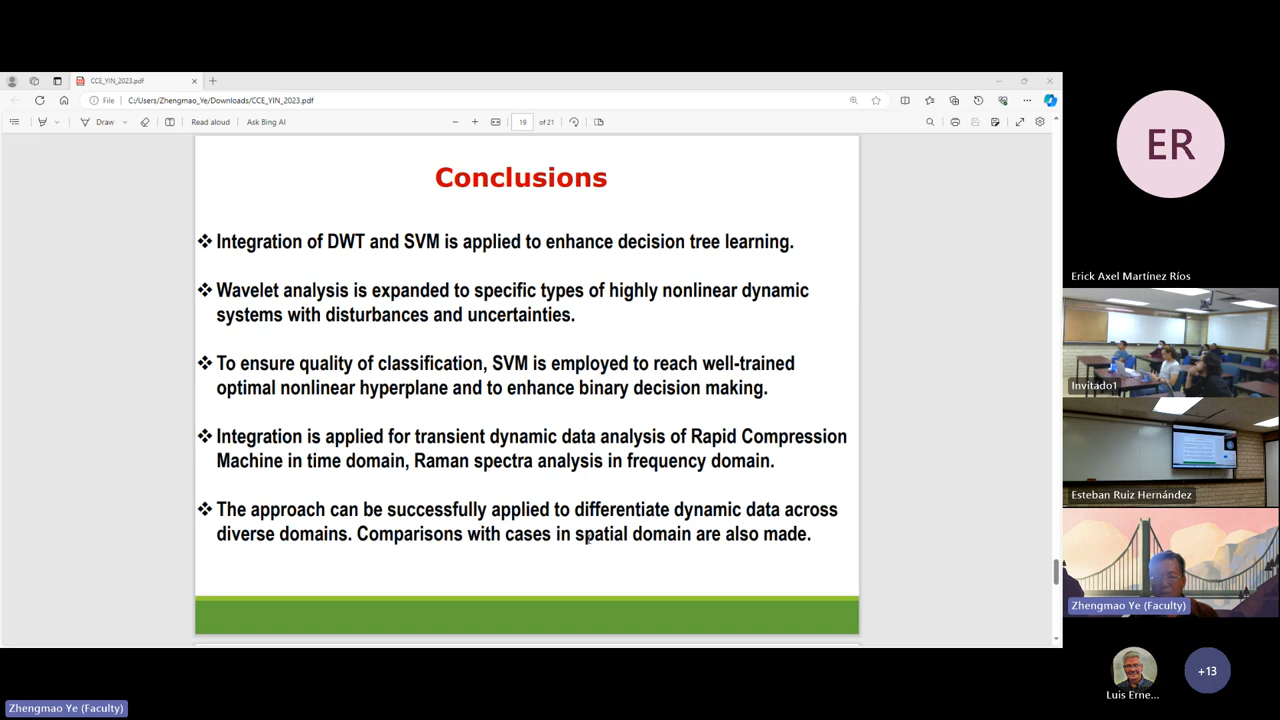 CCE_YIN_2023.pdf
File
C:/Users/Zhengmao_Ye/Downloads/CCE_YIN_2023.pdf
Draw
Read aloud
Ask Bing AI
19
of 21
Conclusions
❖ Integration of DWT and SVM is applied to enhance decision tree learning.
❖ Wavelet analysis is expanded to specific types of highly nonlinear dynamic
systems with disturbances and uncertainties.
❖ To ensure quality of classification, SVM is employed to reach well-trained
optimal nonlinear hyperplane and to enhance binary decision making.
❖ Integration is applied for transient dynamic data analysis of Rapid Compression
Machine in time domain, Raman spectra analysis in frequency domain.
❖ The approach can be successfully applied to differentiate dynamic data across
diverse domains. Comparisons with cases in spatial domain are also made.
ER
Erick Axel Martínez Ríos
Invitado1
Esteban Ruiz Hernández
Zhengmao Ye (Faculty)
Luis Erne...
+13
Zhengmao Ye (Faculty)